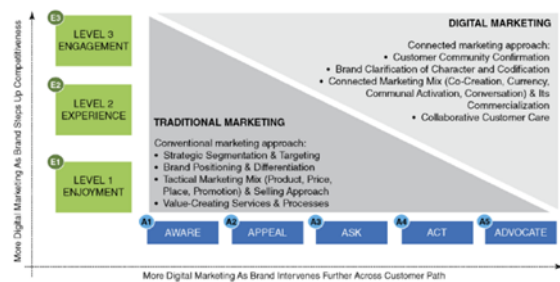 More Digital Marketing As Brand Steps Up Competitiveness
E3
LEVEL 3
ENGAGEMENT
E2
LEVEL 2
EXPERIENCE
E1
LEVEL 1
ENJOYMENT
DIGITAL MARKETING
Connected marketing approach:
• Customer Community Confirmation
• Brand Clarification of Character and Codification
• Connected Marketing Mix (Co-Creation, Currency,
Communal Activation, Conversation) & Its
Commercialization
• Collaborative Customer Care
TRADITIONAL MARKETING
Conventional marketing approach:
• Strategic Segmentation & Targeting
• Brand Positioning & Differentiation
• Tactical Marketing Mix (Product, Price,
Place, Promotion) & Selling Approach
• Value-Creating Services & Processes
A1
AWARE
A2
APPEAL
A3
ASK
A4
ACT
A5
ADVOCATE
More Digital Marketing As Brand Intervenes Further Across Customer Path